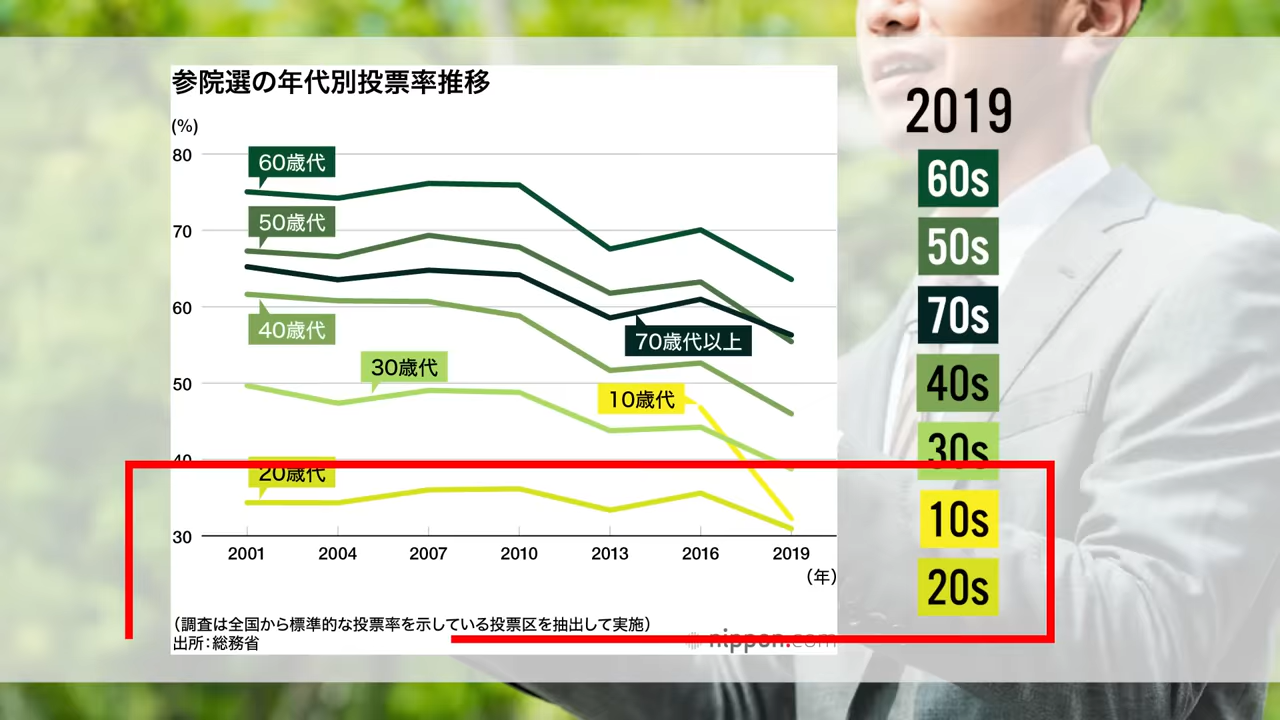 参院選の年代別投票率推移
(%)
2019
80
60歳代
60s
50歳代
70
50s
60
40歳代
70歳代以上
70s
30歳代
50
10歳代
40s
40
20歳代
30s
30
10s
2001 2004 2007 2010 2013 2016 2019
(年)
20s
(調査は全国から標準的な投票率を示している投票区を抽出して実施)
出所:総務省
nippon.com